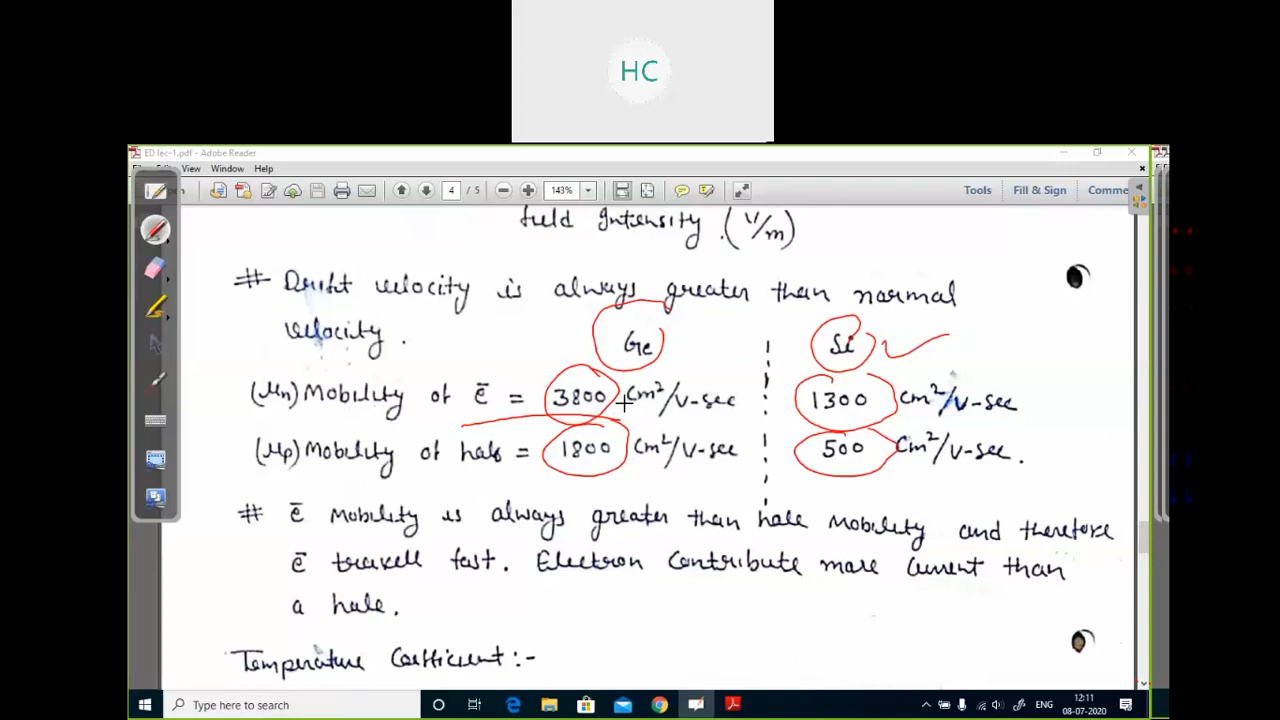 HC
ED lec-1.pdf - Adobe Reader
View Window Help
4 / 5 143% Tools Fill & Sign Comme
field Intensity. (V/m)
# Drift velocity is always greater than normal
velocity.
Ge Si
(μn) Mobility of ē = 3800 cm²/v-sec 1300 cm²/v-sec
(μp) Mobility of hole = 1800 cm²/v-sec 500 cm²/v-sec.
# ē mobility is always greater than hole mobility and therefore
ē travell fast. Electron contribute more current than
a hole.
Temperature Coefficient:-
Type here to search
ENG
12:11
08-07-2020